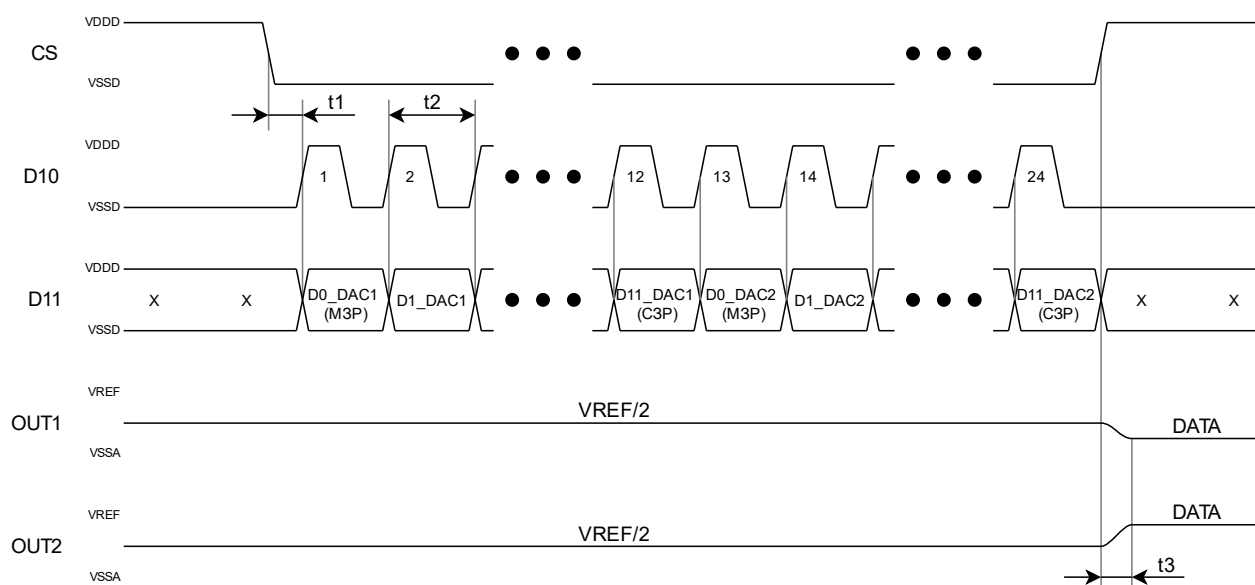 VDDD
CS
VSSD
t1
t2
VDDD
D10
1
2
12
13
14
24
VSSD
VDDD
D11
X
X
D0_DAC1
(M3P)
D1_DAC1
D11_DAC1
(C3P)
D0_DAC2
(M3P)
D1_DAC2
D11_DAC2
(C3P)
X
X
VSSD
VREF
VREF/2
OUT1
DATA
VSSA
VREF
DATA
VREF/2
OUT2
t3
VSSA